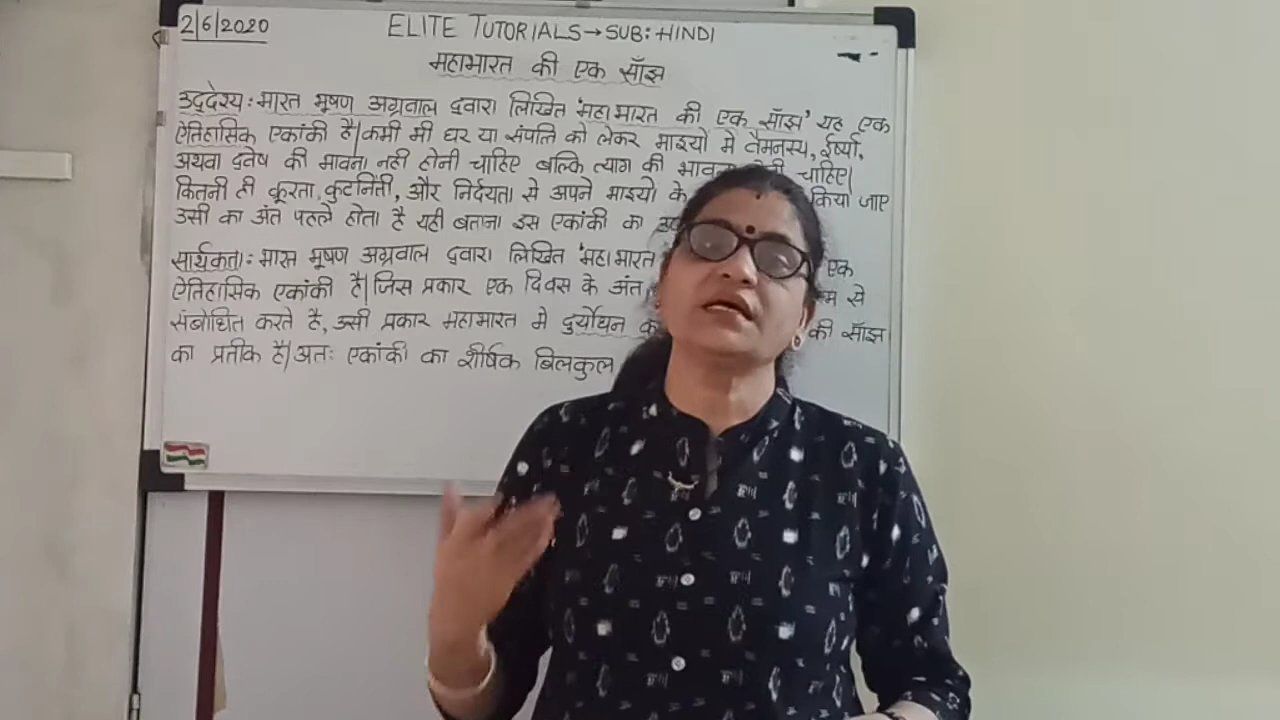 2/6/2020
ELITE TUTORIALS→SUB: HINDI
महाभारत की एक साँझ
उद्देश्य: भारत भूषण अग्रवाल द्वारा लिखित 'महाभारत की एक साँझ' यह एक
ऐतिहासिक एकांकी है|कभी भी घर या संपति को लेकर भाइयों में वैमनस्य, ईर्ष्या,
अथवा द्वेष की भावना नही होनी चाहिए बल्कि त्याग की चाहिए|
कितनी ही क्रूरता, कुटनिती, और निर्दयता से अपने भाइयो के किया जाए
उसी का अंत पहले होता है यही बताना इस एकांकी का
सार्थकता: भारत भूषण अग्रवाल द्वारा लिखित 'महाभारत एक
ऐतिहासिक एकांकी है|जिस प्रकार एक दिवस के अंत से
संबोधित करते है, उसी प्रकार महाभारत मे दुर्योधन की साँझ
का प्रतीक है|अतः एकांकी का शीर्षक बिलकुल